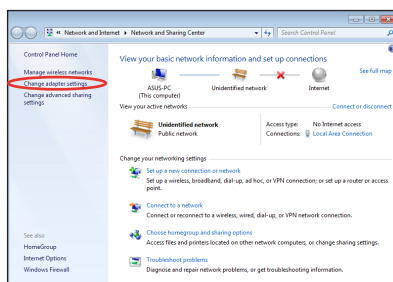 « Network and Internet ▸ Network and Sharing Center
Search Control Panel
Control Panel Home
Manage wireless networks
Change adapter settings
Change advanced sharing
settings
See also
HomeGroup
Internet Options
Windows Firewall
View your basic network information and set up connections
See full map
ASUS-PC
(This computer)
Unidentified network
Internet
View your active networks
Connect or disconnect
Unidentified network
Public network
Access type: No Internet access
Connections: Local Area Connection
Change your networking settings
Set up a new connection or network
Set up a wireless, broadband, dial-up, ad hoc, or VPN connection; or set up a router or access
point.
Connect to a network
Connect or reconnect to a wireless, wired, dial-up, or VPN network connection.
Choose homegroup and sharing options
Access files and printers located on other network computers, or change sharing settings.
Troubleshoot problems
Diagnose and repair network problems, or get troubleshooting information.